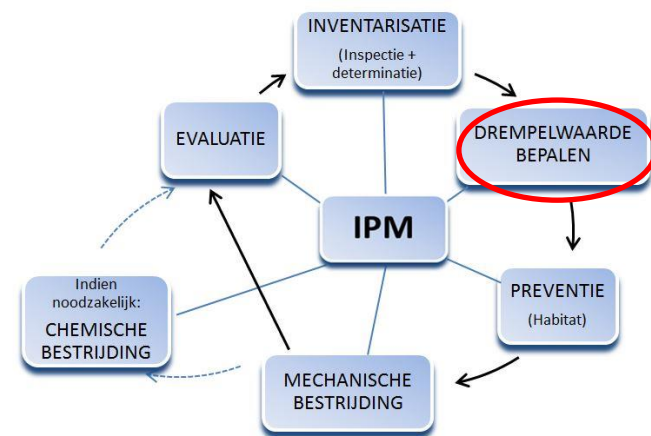 INVENTARISATIE
(Inspectie +
determinatie)
DREMPELWAARDE
BEPALEN
EVALUATIE
IPM
PREVENTIE
(Habitat)
Indien
noodzakelijk:
CHEMISCHE
BESTRIJDING
MECHANISCHE
BESTRIJDING